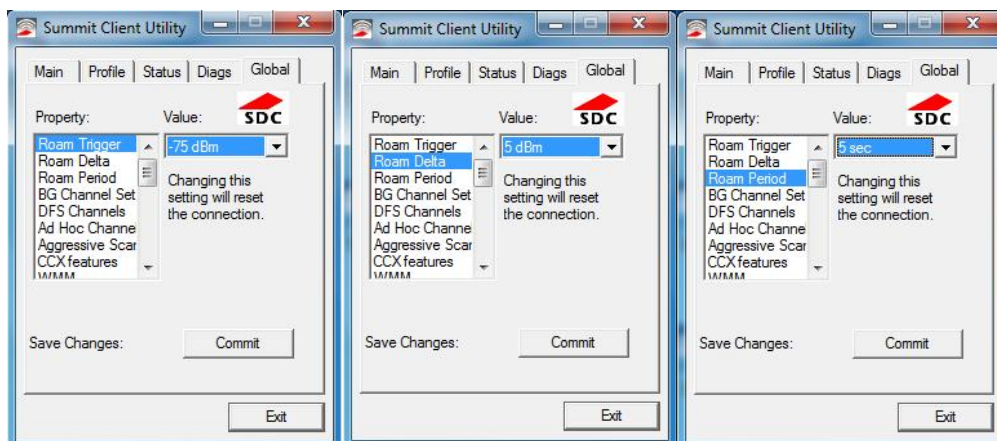 Summit Client Utility
Main Profile Status Diags Global
Property: Value: SDC
Roam Trigger
Roam Delta
Roam Period
BG Channel Set
DFS Channels
Ad Hoc Channe
Aggressive Scar
CCX features
WMM
-75 dBm
Changing this
setting will reset
the connection.
Save Changes: Commit
Exit
Summit Client Utility
Main Profile Status Diags Global
Property: Value: SDC
Roam Trigger
Roam Delta
Roam Period
BG Channel Set
DFS Channels
Ad Hoc Channe
Aggressive Scar
CCX features
WMM
5 dBm
Changing this
setting will reset
the connection.
Save Changes: Commit
Exit
Summit Client Utility
Main Profile Status Diags Global
Property: Value: SDC
Roam Trigger
Roam Delta
Roam Period
BG Channel Set
DFS Channels
Ad Hoc Channe
Aggressive Scar
CCX features
WMM
5 sec
Changing this
setting will reset
the connection.
Save Changes: Commit
Exit